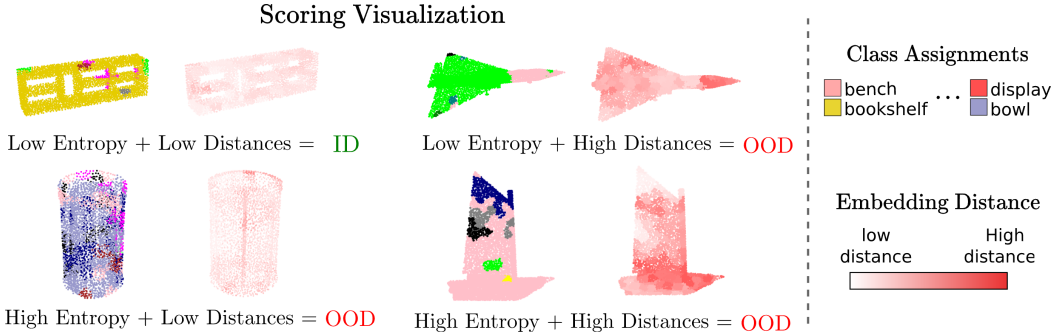 Scoring Visualization
Low Entropy + Low Distances = ID
Low Entropy + High Distances = OOD
High Entropy + Low Distances = OOD
High Entropy + High Distances = OOD
Class Assignments
bench ... display
bookshelf bowl
Embedding Distance
low distance
High distance